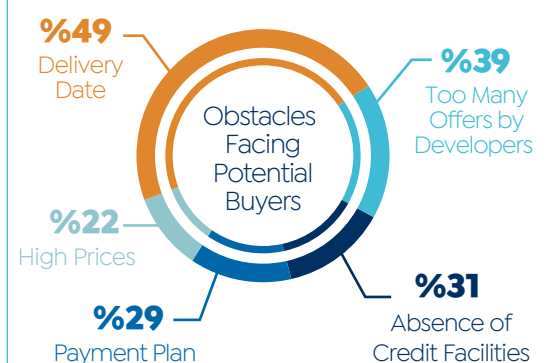 %49
Delivery
Date
%39
Too Many
Offers by
Developers
Obstacles
Facing
Potential
Buyers
%22
High Prices
%31
Absence of
Credit Facilities
%29
Payment Plan